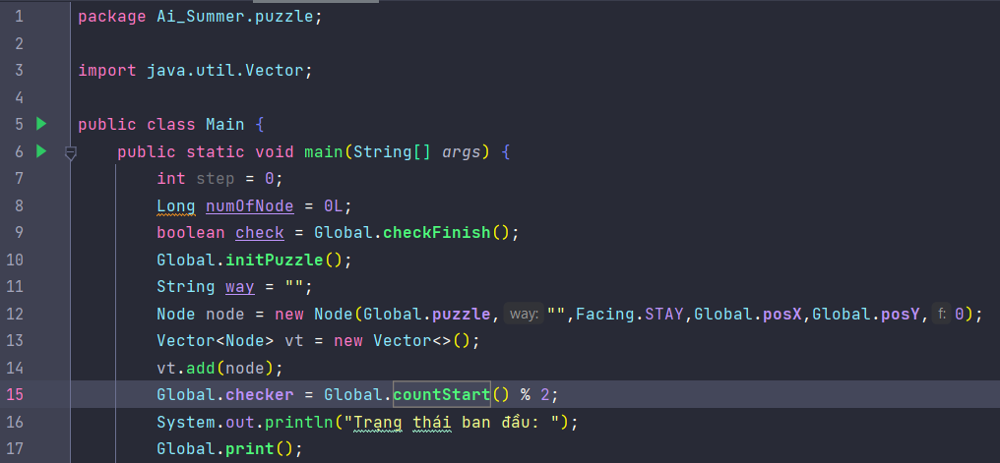 1 package Ai_Summer.puzzle;
2
3 import java.util.Vector;
4
5 public class Main {
6 public static void main(String[] args) {
7 int step = 0;
8 Long numOfNode = 0L;
9 boolean check = Global.checkFinish();
10 Global.initPuzzle();
11 String way = "";
12 Node node = new Node(Global.puzzle, way: "",Facing.STAY,Global.posX,Global.posY, f: 0);
13 Vector<Node> vt = new Vector<>();
14 vt.add(node);
15 Global.checker = Global.countStart() % 2;
16 System.out.println("Trạng thái ban đầu: ");
17 Global.print();